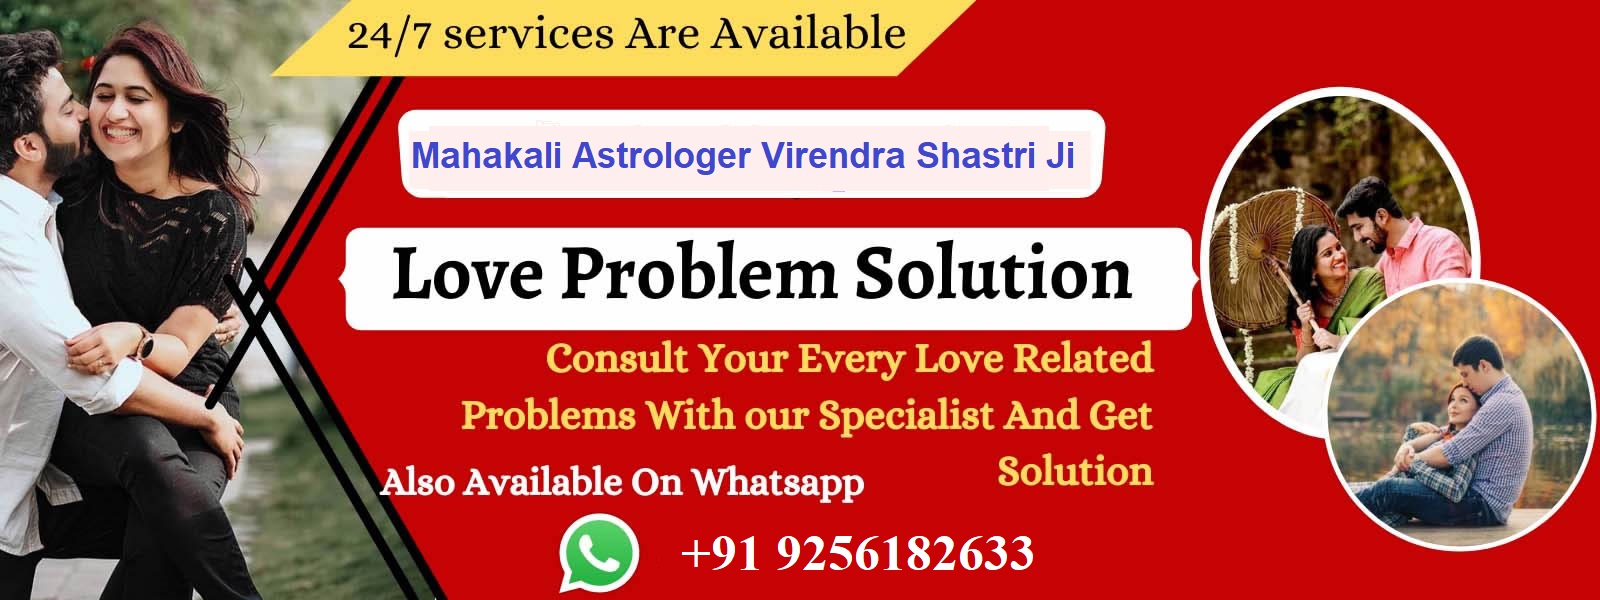 24/7 services Are Available
Mahakali Astrologer Virendra Shastri Ji
Love Problem Solution
Consult Your Every Love Related
Problems With our Specialist And Get
Solution
Also Available On Whatsapp
+91 9256182633